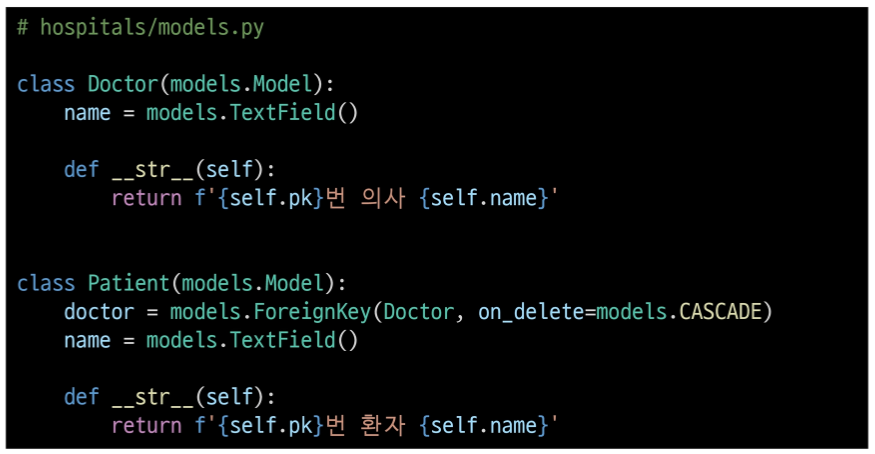 # hospitals/models.py
class Doctor(models.Model):
    name = models.TextField()
    def __str__(self):
        return f'{self.pk}번 의사 {self.name}'
class Patient(models.Model):
    doctor = models.ForeignKey(Doctor, on_delete=models.CASCADE)
    name = models.TextField()
    def __str__(self):
        return f'{self.pk}번 환자 {self.name}'